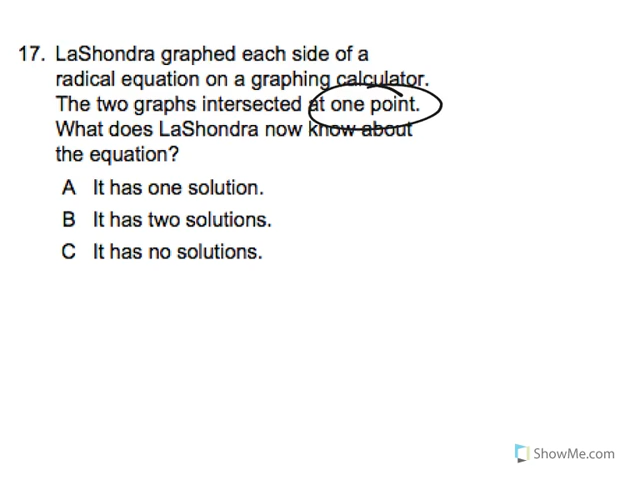 17. LaShondra graphed each side of a
radical equation on a graphing calculator.
The two graphs intersected at one point.
What does LaShondra now know about
the equation?
A It has one solution.
B It has two solutions.
C It has no solutions.
ShowMe.com